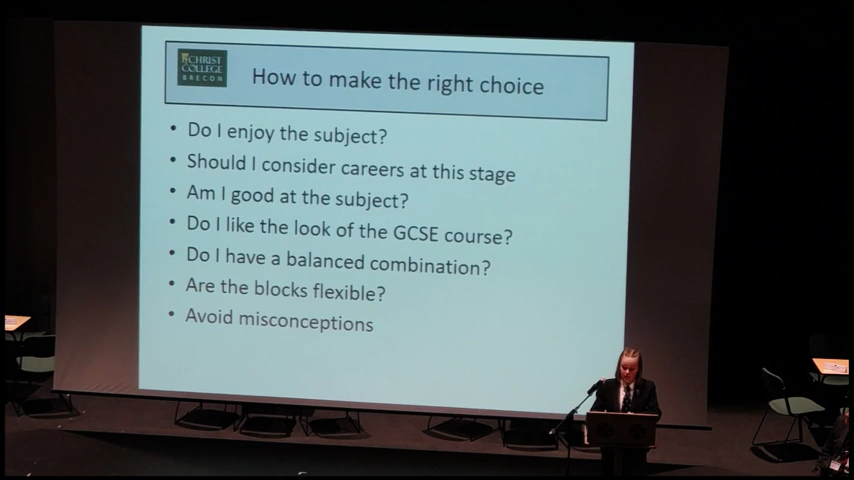 CHRIST
COLLEGE
BRECON
How to make the right choice
• Do I enjoy the subject?
• Should I consider careers at this stage
• Am I good at the subject?
• Do I like the look of the GCSE course?
• Do I have a balanced combination?
• Are the blocks flexible?
• Avoid misconceptions